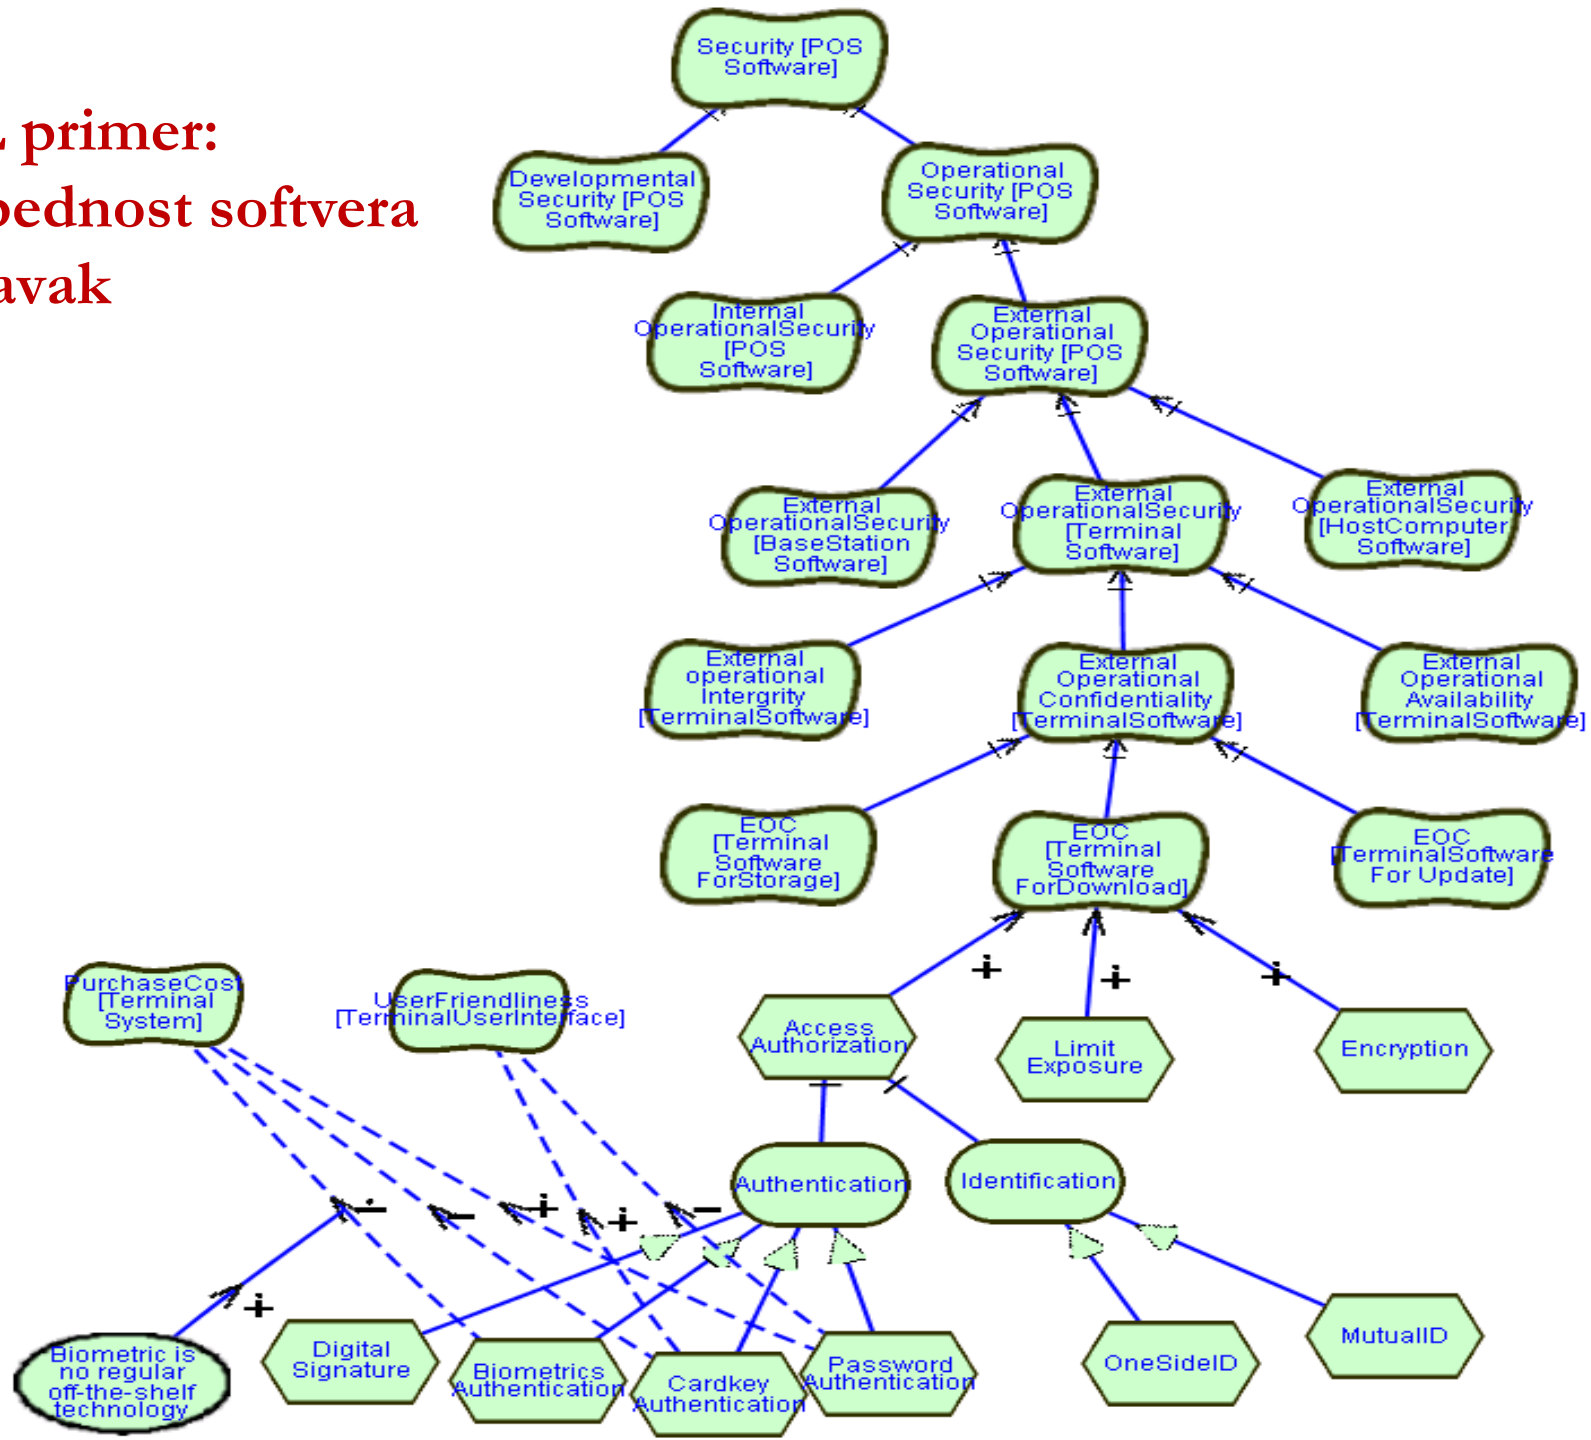 primer:
bednost softvera
avak
Security [POS
Software]
Developmental
Security [POS
Software]
Operational
Security [POS
Software]
Internal
OperationalSecurity
[POS
Software]
External
Operational
Security [POS
Software]
External
OperationalSecurity
[BaseStation
Software]
External
OperationalSecurity
[Terminal
Software]
External
OperationalSecurity
[HostComputer
Software]
External
operational
Intergrity
[TerminalSoftware]
External
Operational
Confidentiality
[TerminalSoftware]
External
Operational
Availability
[TerminalSoftware]
EOC
[Terminal
Software
ForStorage]
EOC
[Terminal
Software
ForDownload]
EOC
[TerminalSoftware
For Update]
PurchaseCost
[Terminal
System]
UserFriendliness
[TerminalUserInterface]
Access
Authorization
Limit
Exposure
Encryption
+
+
+
Authentication
Identification
-
-
+
+
-
+
Biometric is
no regular
off-the-shelf
technology
Digital
Signature
Biometrics
Authentication
Cardkey
Authentication
Password
Authentication
OneSideID
MutualID